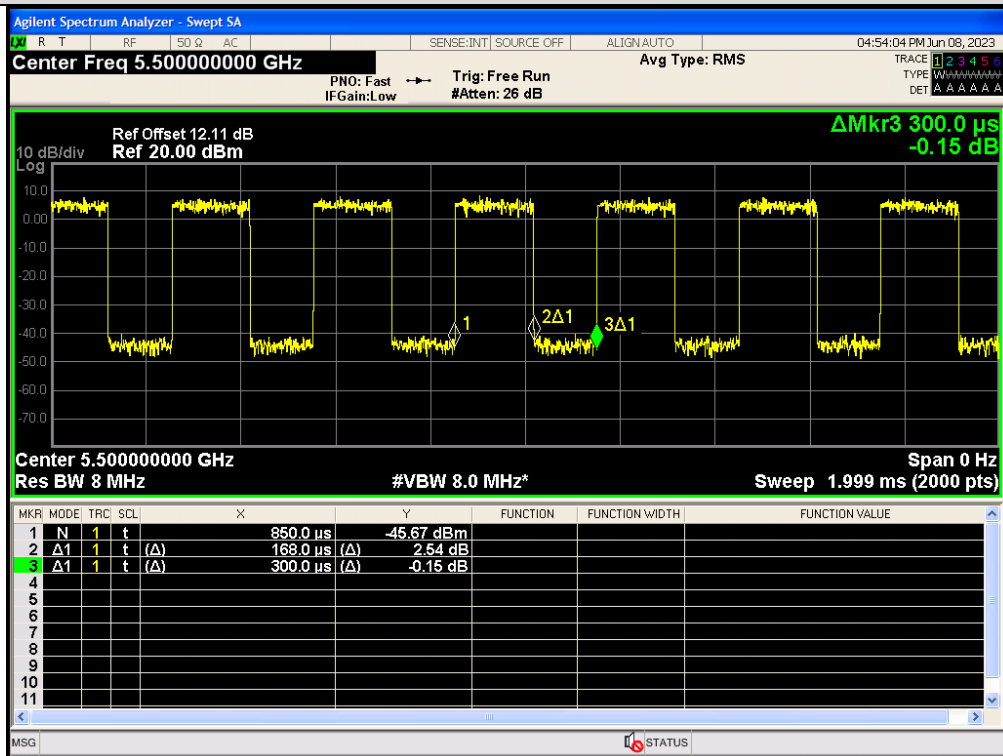 Agilent Spectrum Analyzer - Swept SA
LXI R T RF 50 Ω AC SENSE:INT SOURCE OFF ALIGN AUTO 04:54:04 PM Jun 08, 2023
Center Freq 5.500000000 GHz
PNO: Fast
IFGain:Low
Trig: Free Run
#Atten: 26 dB
Avg Type: RMS
TRACE 1 2 3 4 5 6
TYPE W
DET A A A A A A
ΔMkr3 300.0 µs
-0.15 dB
Ref Offset 12.11 dB
10 dB/div Ref 20.00 dBm
Log
10.0
0.00
-10.0
-20.0
-30.0
-40.0
-50.0
-60.0
-70.0
1
2Δ1
3Δ1
Center 5.500000000 GHz Span 0 Hz
Res BW 8 MHz #VBW 8.0 MHz* Sweep 1.999 ms (2000 pts)
MKR MODE TRC SCL X Y FUNCTION FUNCTION WIDTH FUNCTION VALUE
1 N 1 t 850.0 µs -45.67 dBm
2 Δ1 1 t (Δ) 168.0 µs (Δ) 2.54 dB
3 Δ1 1 t (Δ) 300.0 µs (Δ) -0.15 dB
4
5
6
7
8
9
10
11
MSG STATUS